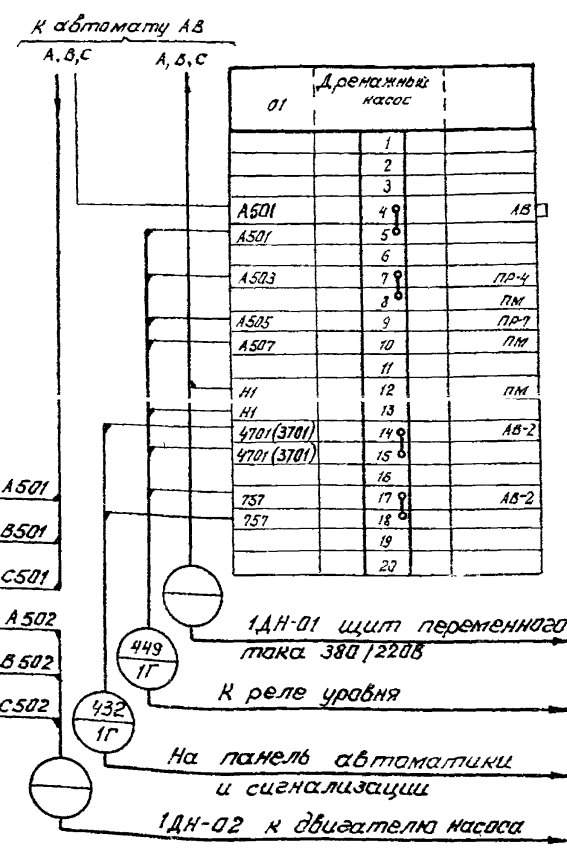 К автомату АВ
А, В, С А, В, С
01 Дренажный насос
1
2
3
А501 4 АВ
А501 5
6
А503 7 ПР-4
8 ПМ
А505 9 ПР-7
А507 10 ПМ
11
Н1 12 ПМ
Н1 13
4701 (3701) 14 АВ-2
4701 (3701) 15
16
757 17 АВ-2
757 18
19
20
А501
В501
С501
А502
В502
С502
1ДН-01 щит переменного
тока 380/220В
449
1Г
К реле уровня
432
1Г
На панель автоматики
и сигнализации
1ДН-02 к двигателю насоса